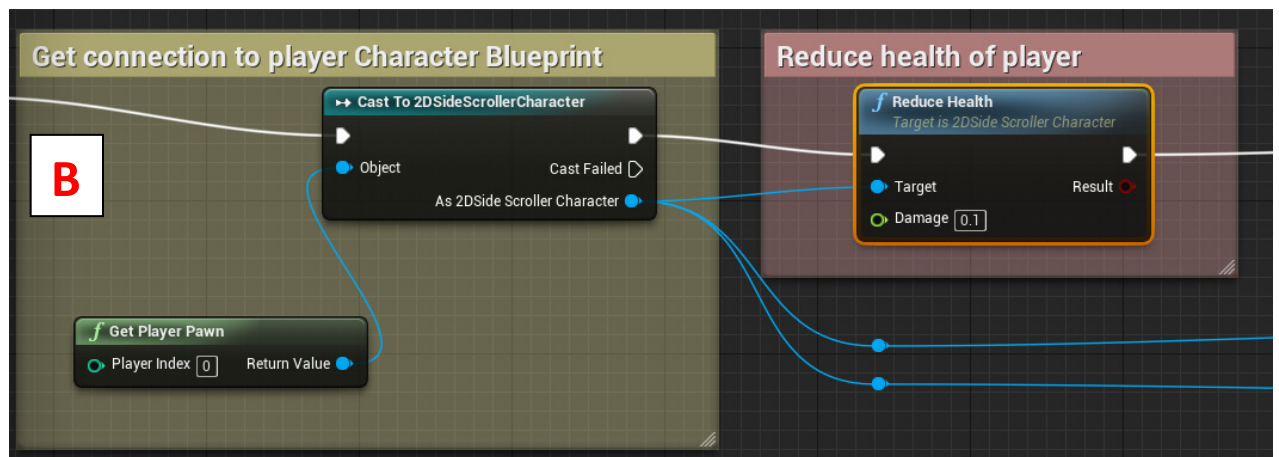 Get connection to player Character Blueprint
Cast To 2DSideScrollerCharacter
Object
Cast Failed
As 2DSide Scroller Character
B
Get Player Pawn
Player Index 0
Return Value
Reduce health of player
Reduce Health
Target is 2DSide Scroller Character
Target
Result
Damage 0.1